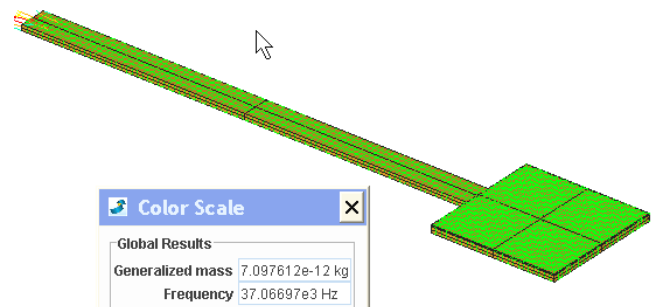 Color Scale
Global Results
Generalized mass 7.097612e-12 kg
Frequency 37.06697e3 Hz